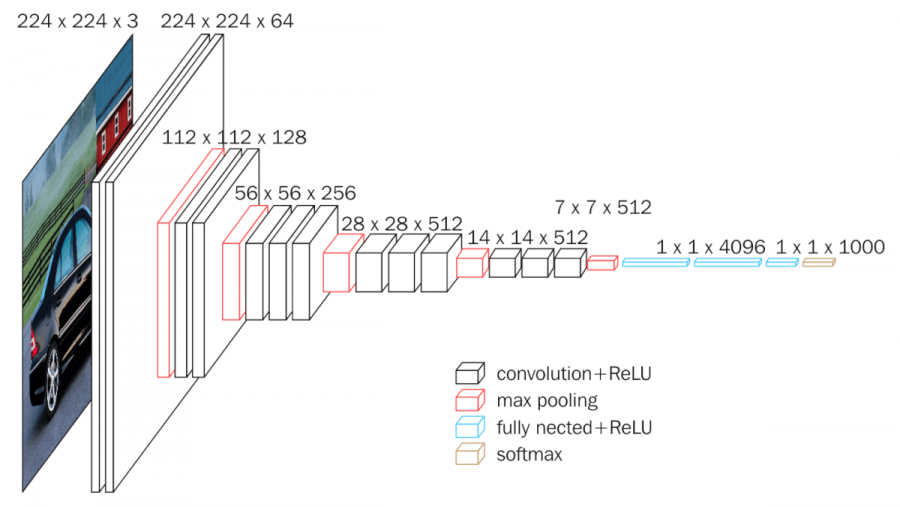 224 x 224 x 3
224 x 224 x 64
112 x 112 x 128
56 x 56 x 256
28 x 28 x 512
14 x 14 x 512
7 x 7 x 512
1 x 1 x 4096
1 x 1 x 1000
convolution+ReLU
max pooling
fully nected+ReLU
softmax